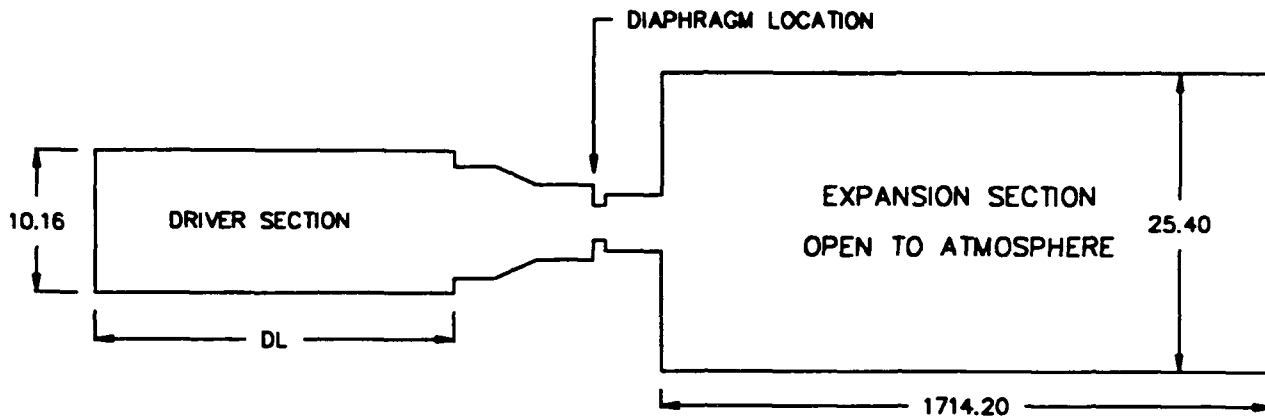 DIAPHRAGM LOCATION
10.16
DRIVER SECTION
EXPANSION SECTION
OPEN TO ATMOSPHERE
25.40
DL
1714.20